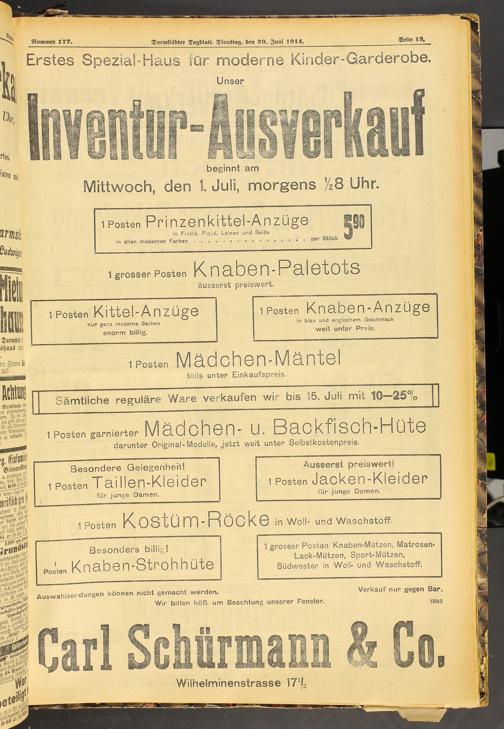 Nummer 177.
Darmstädter Tagblatt, Dienstag, den 30. Juni 1914.
Seite 13.
Erstes Spezial-Haus für moderne Kinder-Garderobe.
Unser
Inventur-Ausverkauf
beginnt am
Mittwoch, den 1. Juli, morgens ½8 Uhr.
1 Posten Prinzenkittel-Anzüge
in Frotté, Piqué, Leinen und Seide
in allen modernen Farben . . . . . . . . . . . . . . . . per Stück 5 90
1 grosser Posten Knaben-Paletots
äusserst preiswert.
1 Posten Kittel-Anzüge
nur ganz moderne Sachen
enorm billig.
1 Posten Knaben-Anzüge
in blau und englischem Geschmack
weit unter Preis.
1 Posten Mädchen-Mäntel
teils unter Einkaufspreis.
Sämtliche reguläre Ware verkaufen wir bis 15. Juli mit 10—25%
1 Posten garnierter Mädchen- u. Backfisch-Hüte
darunter Original-Modelle, jetzt weit unter Selbstkostenpreis.
Besondere Gelegenheit!
1 Posten Taillen-Kleider
für junge Damen.
Ausserst preiswert!
1 Posten Jacken-Kleider
für junge Damen.
1 Posten Kostüm-Röcke in Woll- und Waschstoff.
Besonders billig!
1 Posten Knaben-Strohhüte
1 grosser Posten Knaben-Mützen, Matrosen-
Lack-Mützen, Sport-Mützen,
Südwester in Woll- und Waschstoff.
Auswahlsendungen können nicht gemacht werden.
Verkauf nur gegen Bar.
Wir bitten höfl. um Beachtung unserer Fenster.
Carl Schürmann & Co.
Wilhelminenstrasse 17½
Uhr,
Achtung